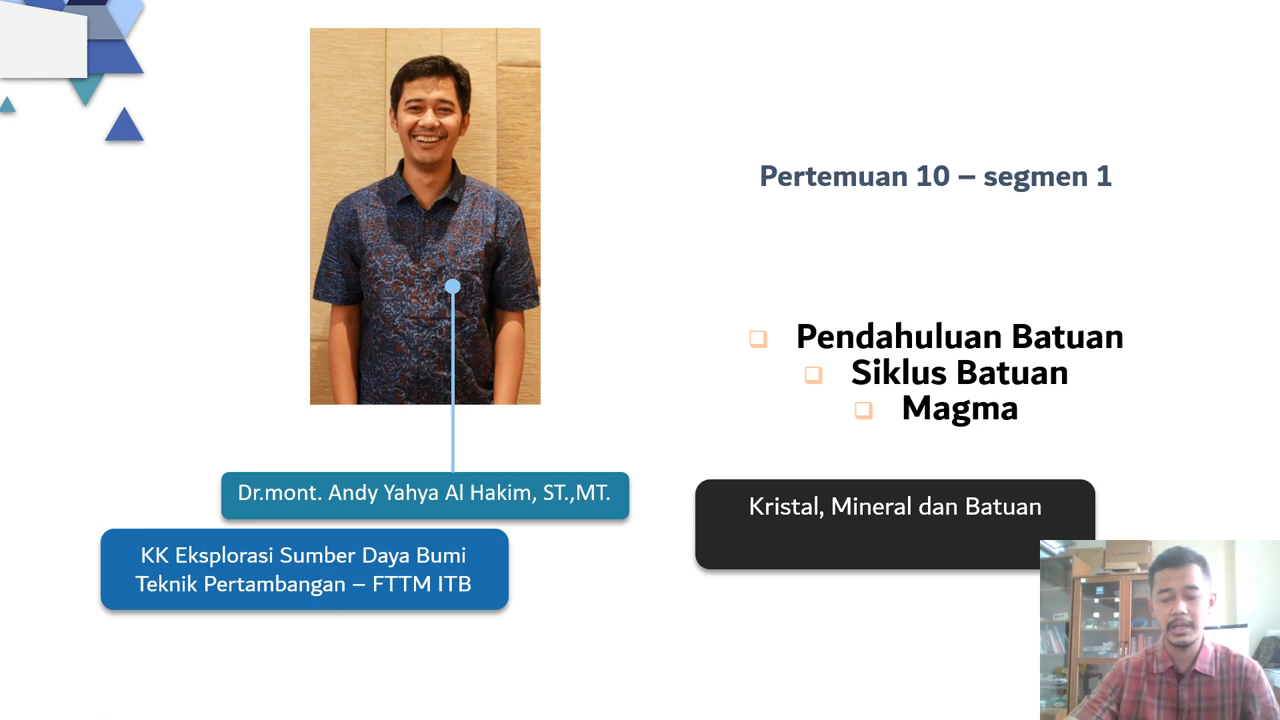 Pertemuan 10 – segmen 1
Pendahuluan Batuan
Siklus Batuan
Magma
Dr.mont. Andy Yahya Al Hakim, ST.,MT.
KK Eksplorasi Sumber Daya Bumi
Teknik Pertambangan – FTTM ITB
Kristal, Mineral dan Batuan